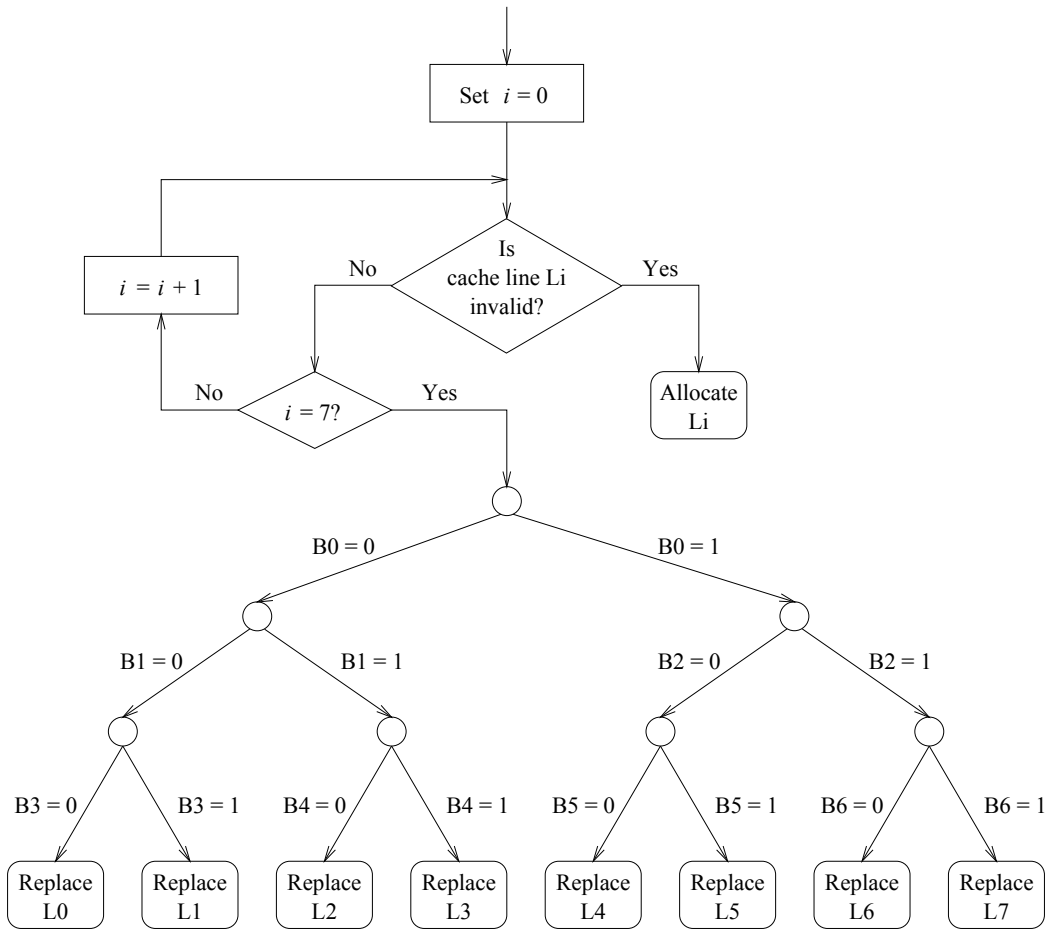 Set i = 0
Is
cache line Li
invalid?
No
Yes
i = i + 1
Allocate
Li
No
i = 7?
Yes
B0 = 0
B0 = 1
B1 = 0
B1 = 1
B2 = 0
B2 = 1
B3 = 0
B3 = 1
B4 = 0
B4 = 1
B5 = 0
B5 = 1
B6 = 0
B6 = 1
Replace
L0
Replace
L1
Replace
L2
Replace
L3
Replace
L4
Replace
L5
Replace
L6
Replace
L7